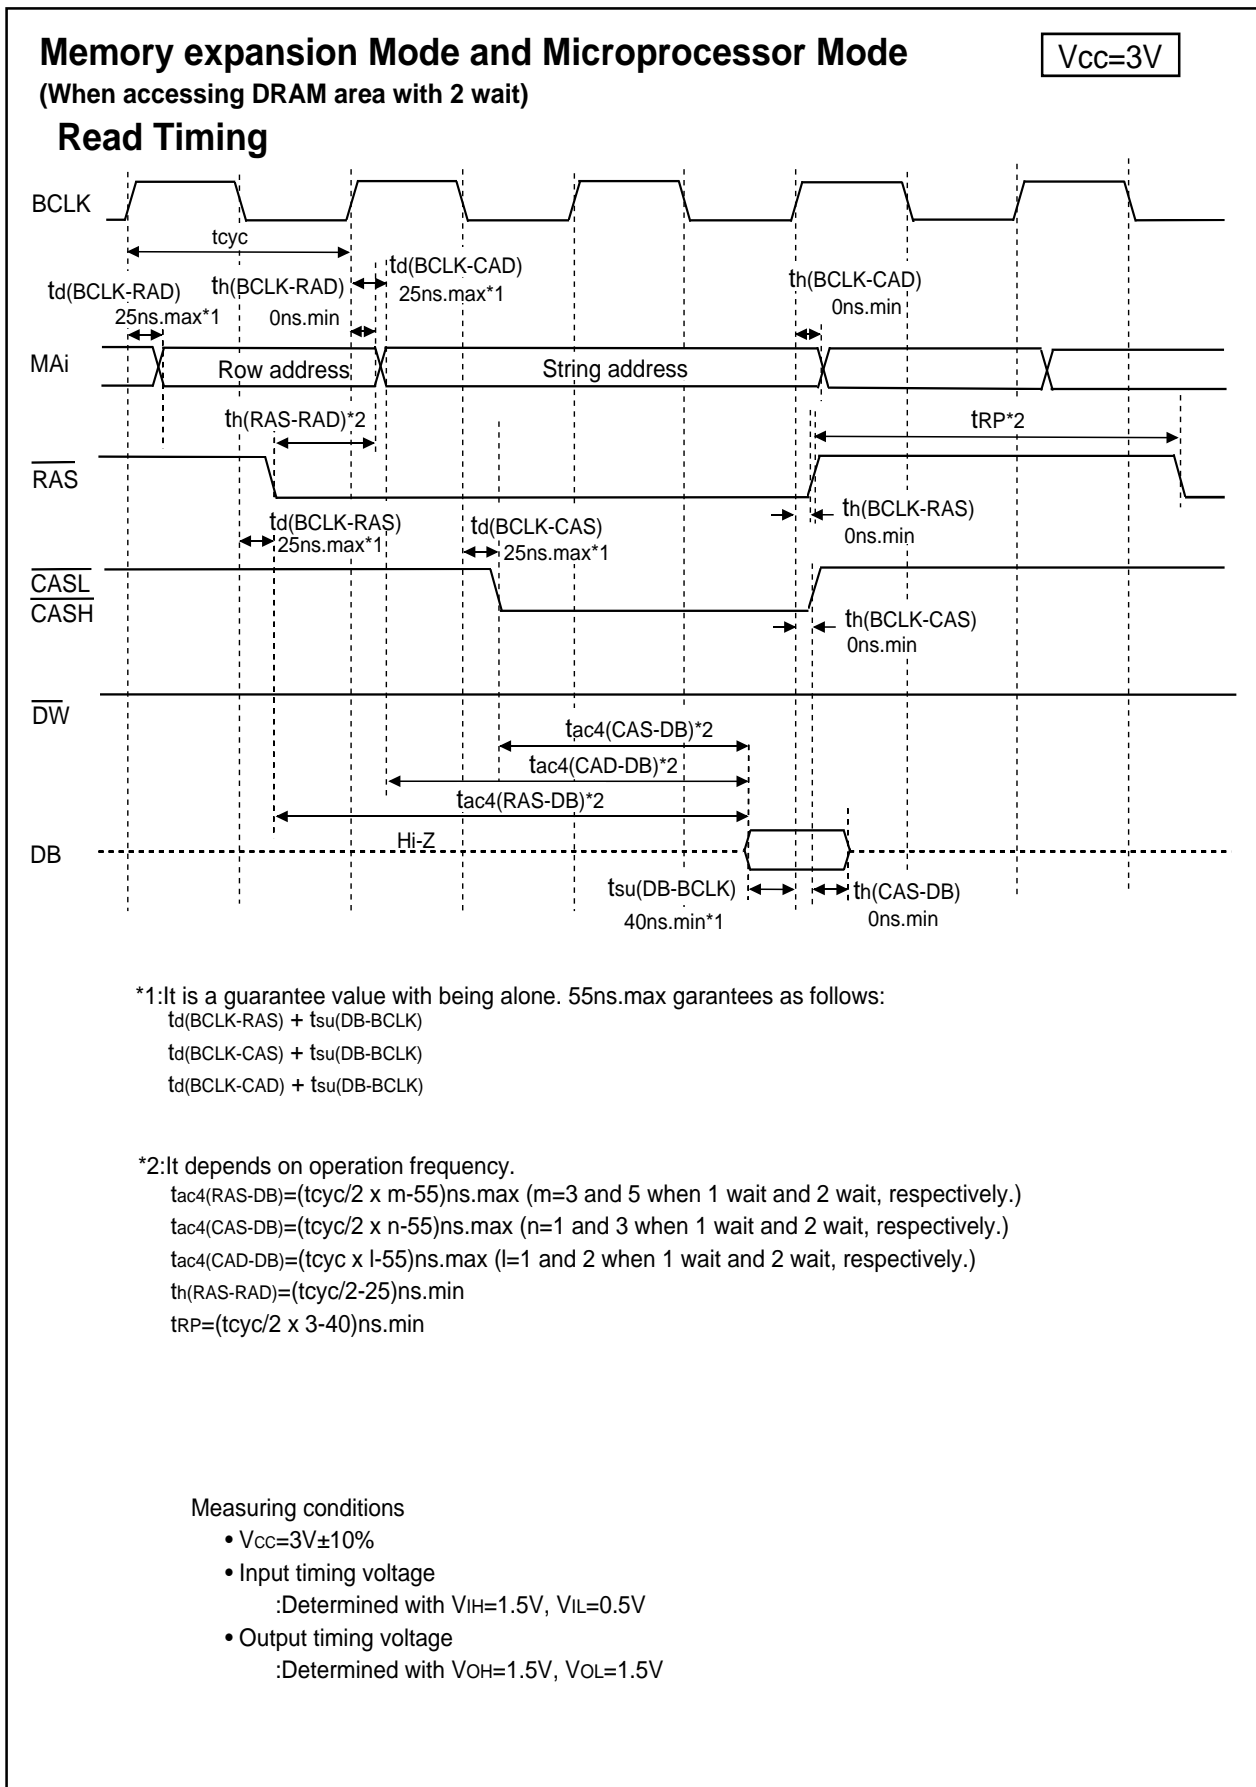 Memory expansion Mode and Microprocessor Mode
Vcc=3V
(When accessing DRAM area with 2 wait)
Read Timing
BCLK
tcyc
td(BCLK-RAD)
25ns.max*1
th(BCLK-RAD)
0ns.min
td(BCLK-CAD)
25ns.max*1
th(BCLK-CAD)
0ns.min
MAi
Row address
String address
th(RAS-RAD)*2
tRP*2
RAS
td(BCLK-RAS)
25ns.max*1
td(BCLK-CAS)
25ns.max*1
th(BCLK-RAS)
0ns.min
CASL
CASH
th(BCLK-CAS)
0ns.min
DW
tac4(CAS-DB)*2
tac4(CAD-DB)*2
tac4(RAS-DB)*2
Hi-Z
DB
tsu(DB-BCLK)
40ns.min*1
th(CAS-DB)
0ns.min
*1:It is a guarantee value with being alone. 55ns.max garantees as follows:
td(BCLK-RAS) + tsu(DB-BCLK)
td(BCLK-CAS) + tsu(DB-BCLK)
td(BCLK-CAD) + tsu(DB-BCLK)
*2:It depends on operation frequency.
tac4(RAS-DB)=(tcyc/2 x m-55)ns.max (m=3 and 5 when 1 wait and 2 wait, respectively.)
tac4(CAS-DB)=(tcyc/2 x n-55)ns.max (n=1 and 3 when 1 wait and 2 wait, respectively.)
tac4(CAD-DB)=(tcyc x l-55)ns.max (l=1 and 2 when 1 wait and 2 wait, respectively.)
th(RAS-RAD)=(tcyc/2-25)ns.min
tRP=(tcyc/2 x 3-40)ns.min
Measuring conditions
• VCC=3V±10%
• Input timing voltage
:Determined with VIH=1.5V, VIL=0.5V
• Output timing voltage
:Determined with VOH=1.5V, VOL=1.5V